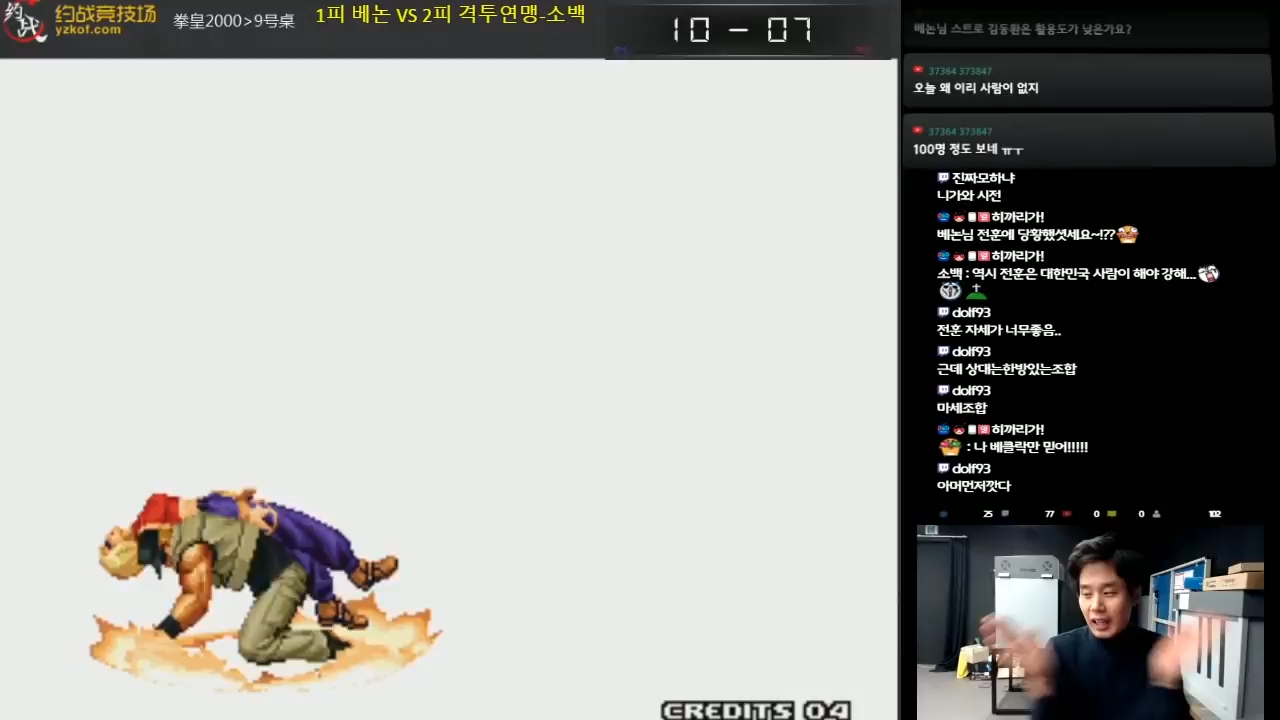 约战
约战竞技场
yzkof.com
拳皇2000>9号桌
1피 베논 VS 2피 격투연맹-소백
10 - 07
베논님 스트로 김동환은 활용도가 낮은가요?
37364 373847
오늘 왜 이리 사람이 없지
37364 373847
100명 정도 보네 ㅠㅜ
진짜모하냐
니가와 시전
히까리가!
베논님 전훈에 당황했셧세요~!??
히까리가!
소백 : 역시 전훈은 대한민국 사람이 해야 강해...
dolf93
전훈 자세가 너무좋음..
dolf93
근데 상대는한방있는조합
dolf93
마세조합
히까리가!
: 나 베클락만 믿어!!!!!
dolf93
아머먼저깟다
25 77 0 0 102
CREDITS 04